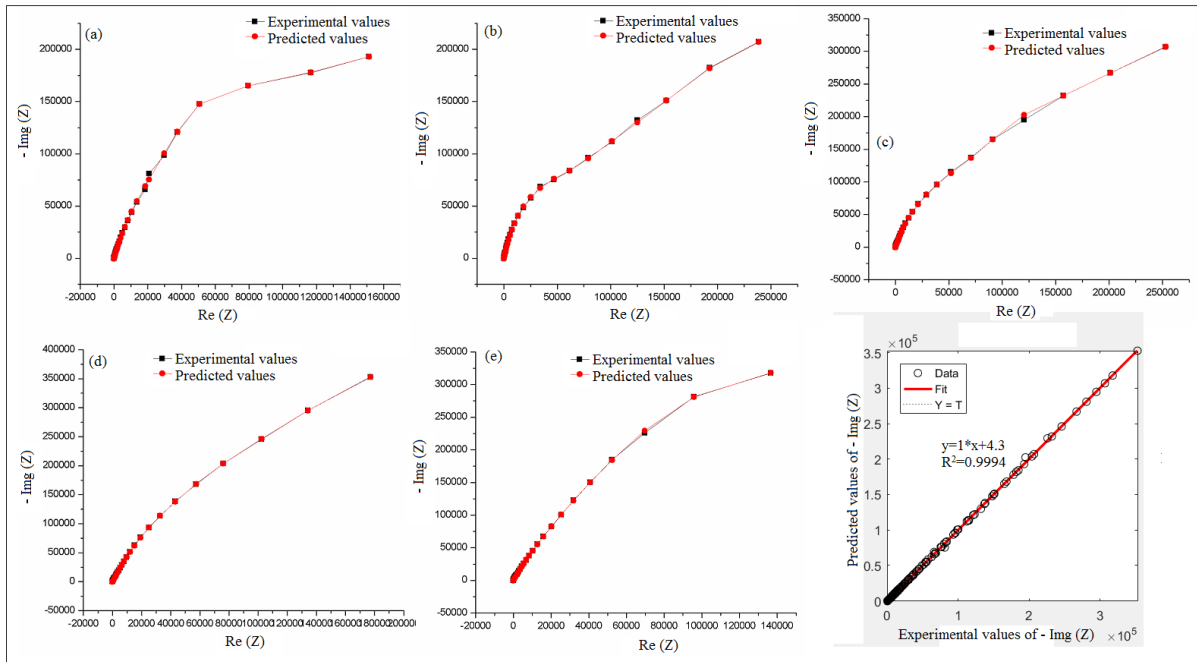 (a)
Experimental values
Predicted values
200000
150000
100000
50000
0
- Img (Z)
-20000 0 20000 40000 60000 80000 100000 120000 140000 160000
Re (Z)
(b)
Experimental values
Predicted values
200000
150000
100000
50000
0
- Img (Z)
0 50000 100000 150000 200000 250000
Re (Z)
(c)
Experimental values
Predicted values
350000
300000
250000
200000
150000
100000
50000
0
-50000
- Img (Z)
-50000 0 50000 100000 150000 200000 250000
Re (Z)
(d)
Experimental values
Predicted values
400000
350000
300000
250000
200000
150000
100000
50000
0
-50000
- Img (Z)
-20000 0 20000 40000 60000 80000 100000 120000 140000 160000 180000 200000
Re (Z)
(e)
Experimental values
Predicted values
350000
300000
250000
200000
150000
100000
50000
0
-50000
- Img (Z)
-20000 0 20000 40000 60000 80000 100000 120000 140000
Re (Z)
× 10⁵
3.5
3
2.5
2
1.5
1
0.5
0
Predicted values of - Img (Z)
Data
Fit
Y = T
y=1*x+4.3
R²=0.9994
0 1 2 3
Experimental values of - Img (Z)
× 10⁵